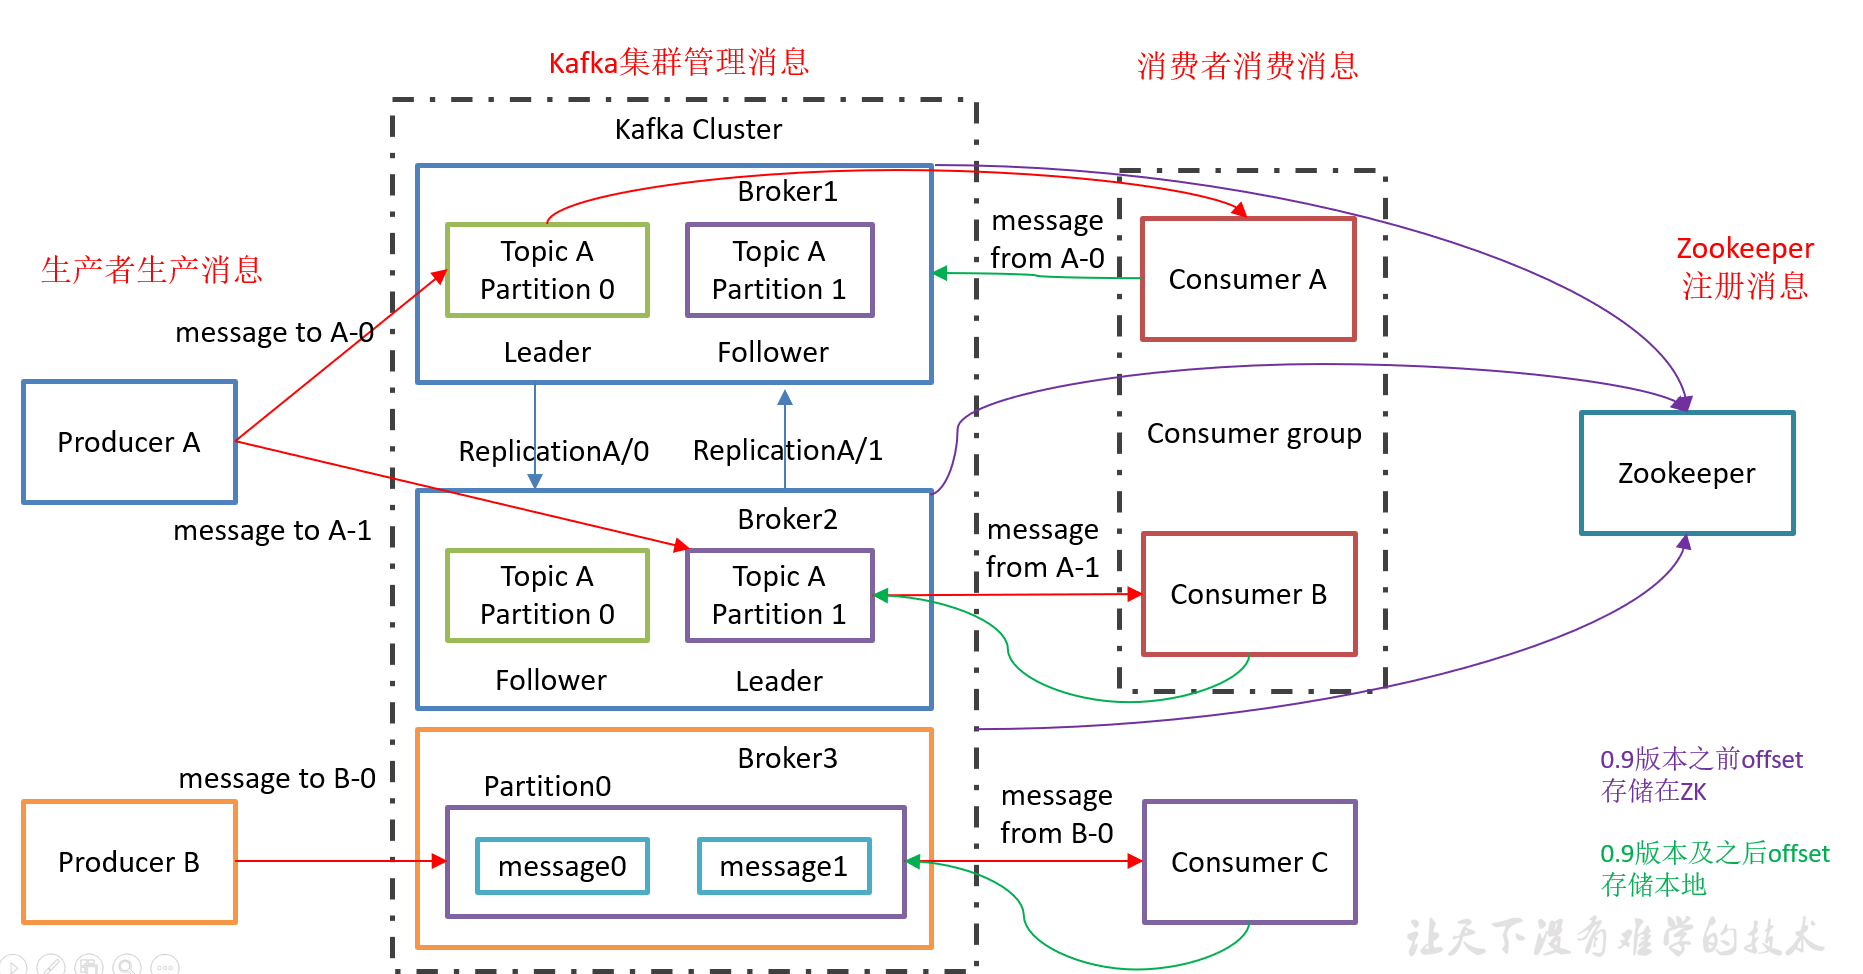 Kafka集群管理消息
消费者消费消息
Kafka Cluster
Broker1
Topic A
Partition 0
Topic A
Partition 1
Leader
Follower
message
from A-0
Consumer A
Zookeeper
注册消息
生产者生产消息
message to A-0
Producer A
message to A-1
ReplicationA/0
ReplicationA/1
Consumer group
Zookeeper
Broker2
Topic A
Partition 0
Topic A
Partition 1
Follower
Leader
message
from A-1
Consumer B
message to B-0
Producer B
Broker3
Partition0
message0
message1
message
from B-0
Consumer C
0.9版本之前offset
存储在ZK
0.9版本及之后offset
存储本地
让天下没有难学的技术